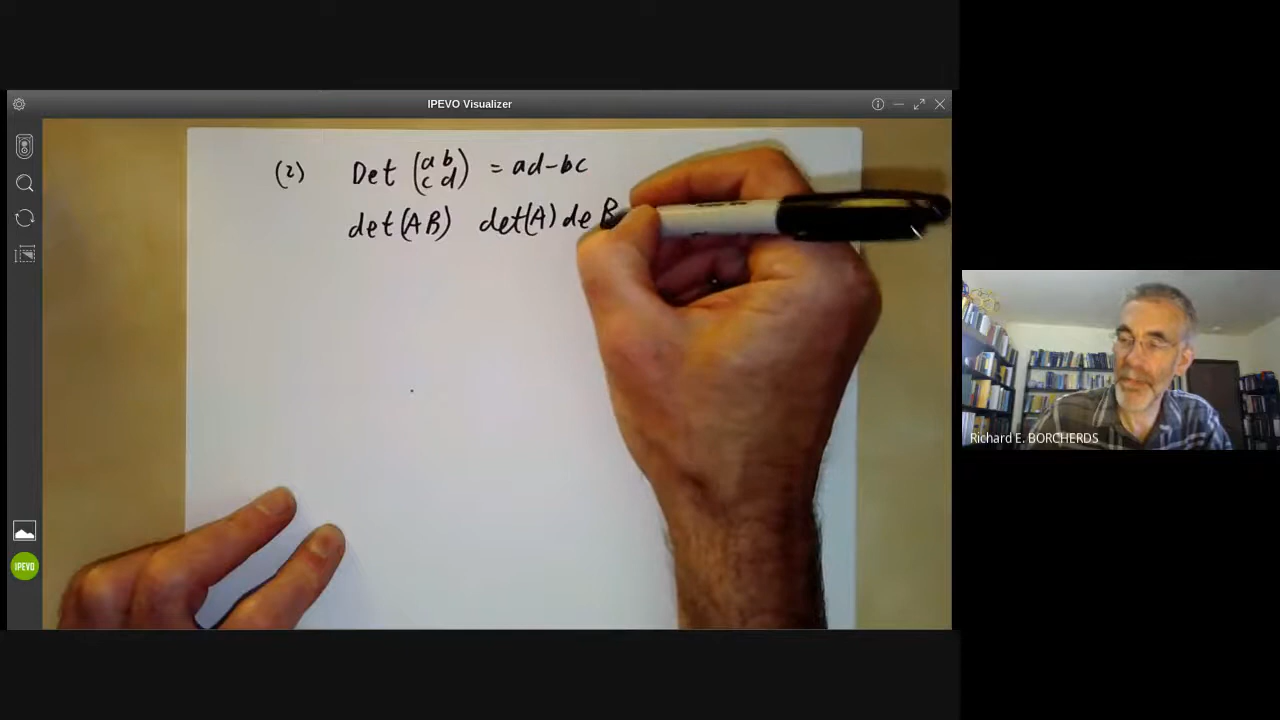 IPEVO Visualizer
(2) Det (a b
c d) = ad-bc
det(AB) det(A) de B
IPEVO
Richard E. BORCHERDS